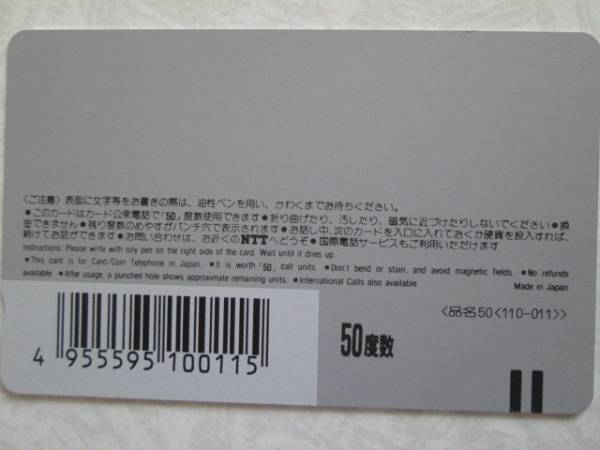 〈ご注意〉表面に文字等をお書きの際は、油性ペンを用い、かわくまでお待ちください。
●このカードはカード公衆電話で「50」度数使用できます●折り曲げたり、汚したり、磁気に近づけたりしないでください●換
金できません●残り度数のめやすがパンチ穴で表示されます●お話し中、次のカードを入口に入れておくか硬貨を投入すれば、
続けてお話ができます●お問い合わせは、お近くのNTTへどうぞ●国際電話サービスもご利用いただけます
Instructions: Please write with oily pen on the right side of the card. Wait until it dries up.
●This card is for Card/Coin Telephone in Japan. ●It is worth「50」call units. ●Don't bend or stain, and avoid magnetic fields. ●No refunds
available. ●After usage, a punched hole shows approximate remaining units. ●International Calls also available.
Made in Japan
〈品名50〈110-011〉〉
50度数
4 955595 100115